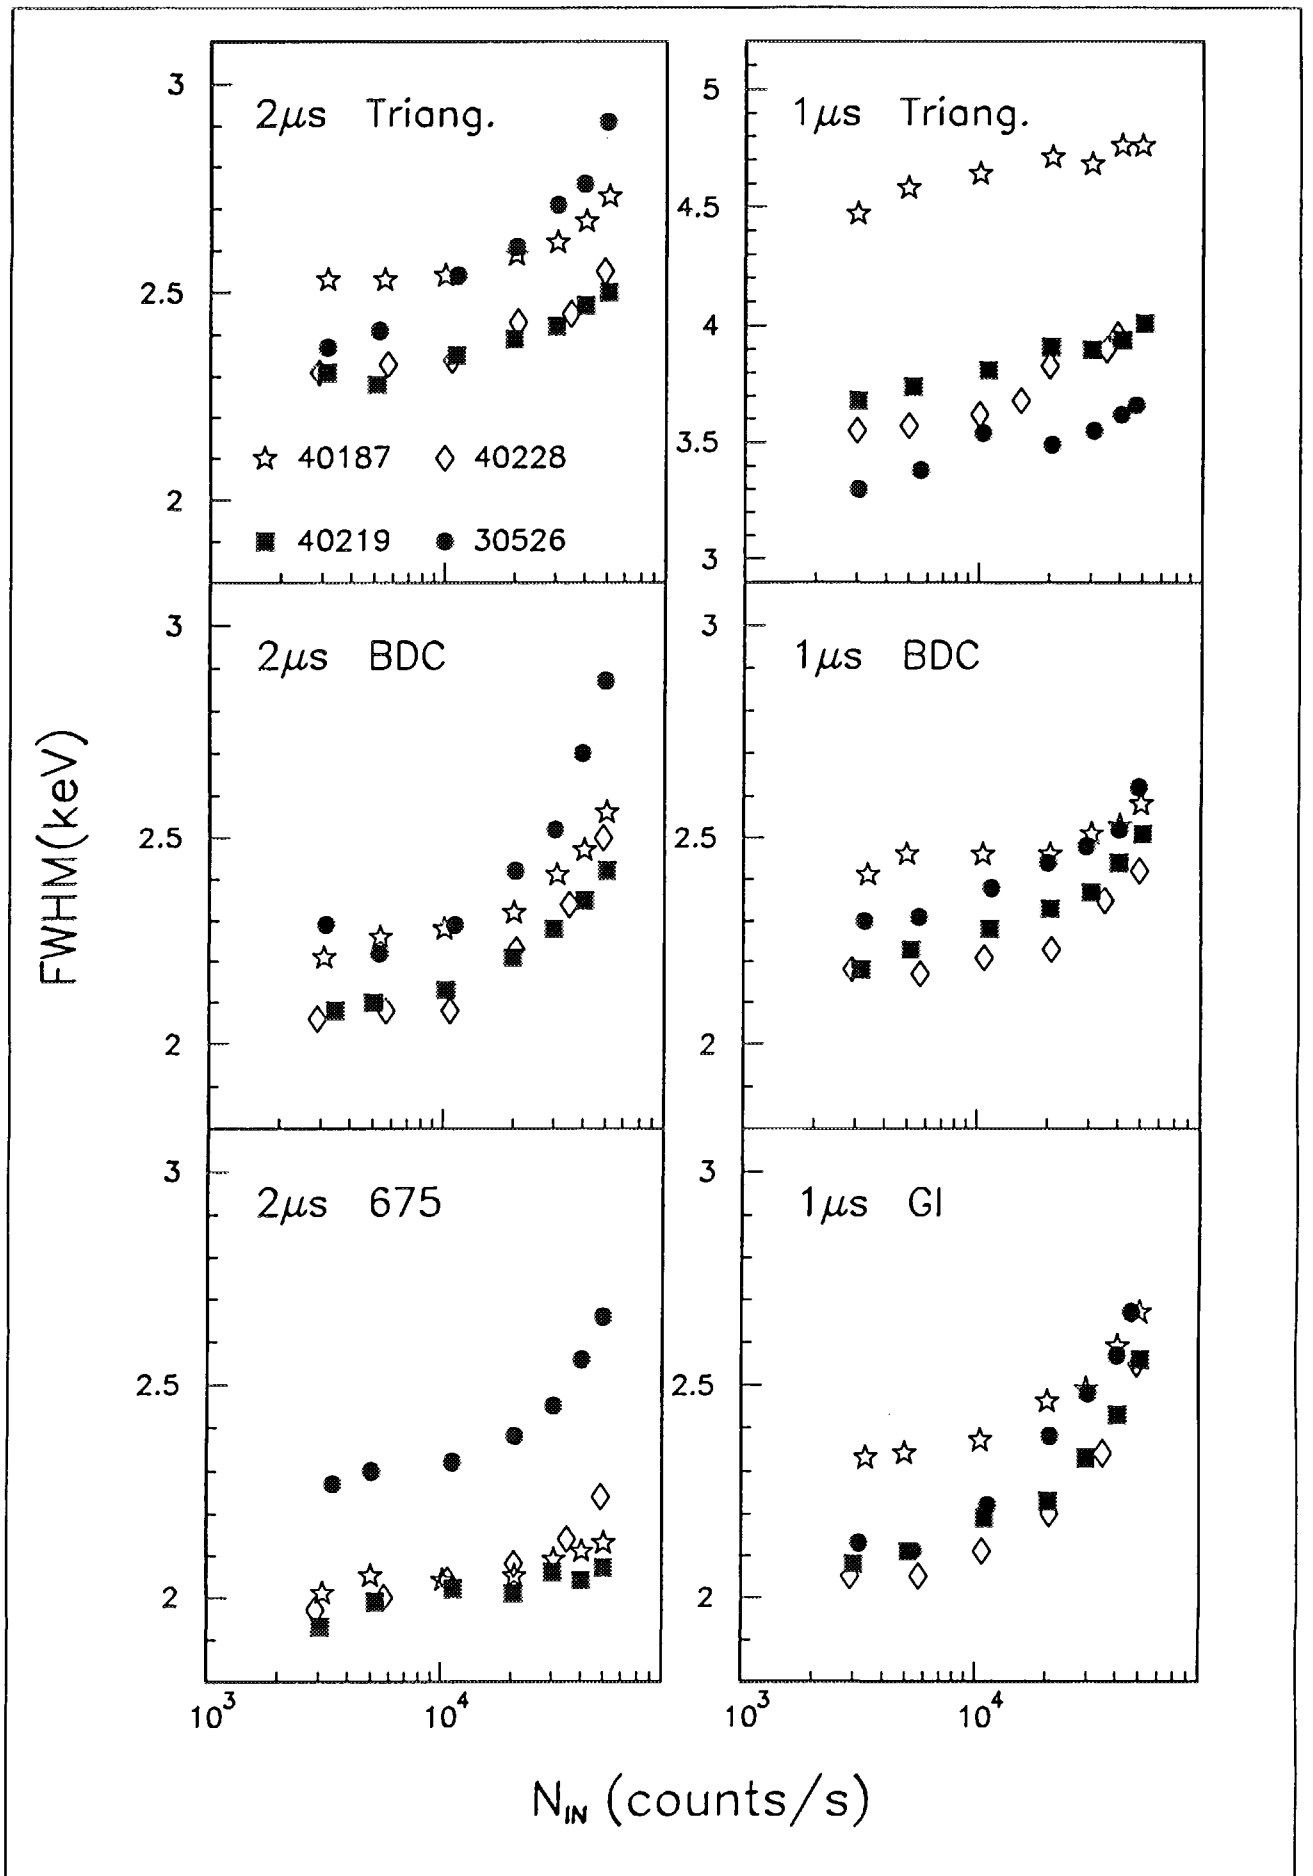 2μs Triang.
3
2.5
2
☆ 40187 ◇ 40228
■ 40219 ● 30526
1μs Triang.
5
4.5
4
3.5
3
2μs BDC
3
2.5
2
1μs BDC
3
2.5
2
FWHM(keV)
2μs 675
3
2.5
2
10³ 10⁴
1μs GI
3
2.5
2
10³ 10⁴
N_IN (counts/s)